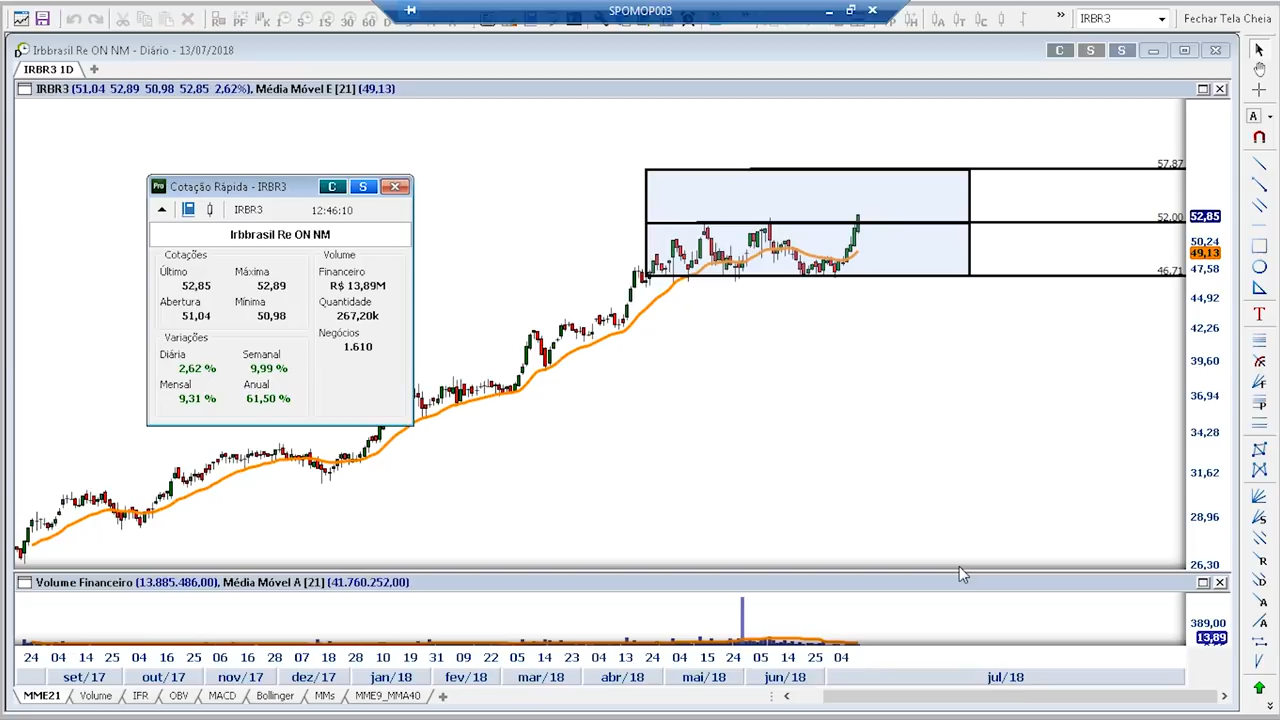 SPOMOP003
PF
5
15
30
60
IRBR3
Fechar Tela Cheia
Irbbrasil Re ON NM - Diário - 13/07/2018
C S S
IRBR3 1D
IRBR3 (51,04 52,89 50,98 52,85 2,62%), Média Móvel E [21] (49,13)
57,87
52,00
46,71
52,85
50,24
49,13
47,58
44,92
42,26
39,60
36,94
34,28
31,62
28,96
26,30
Cotação Rápida - IRBR3
C S
IRBR3 12:46:10
Irbbrasil Re ON NM
Cotações
Último Máxima
52,85 52,89
Abertura Mínima
51,04 50,98
Variações
Diária Semanal
2,62 % 9,99 %
Mensal Anual
9,31 % 61,50 %
Volume
Financeiro
R$ 13,89M
Quantidade
267,20k
Negócios
1.610
Volume Financeiro (13.885.486,00), Média Móvel A [21] (41.760.252,00)
389,00
13,89
24 04 14 25 04 16 25 06 16 28 07 18 28 10 19 31 09 22 05 14 23 04 13 24 04 15 24 05 14 25 04
set/17 out/17 nov/17 dez/17 jan/18 fev/18 mar/18 abr/18 mai/18 jun/18 jul/18
MME21 Volume IFR OBV MACD Bollinger MMs MME9_MMA40